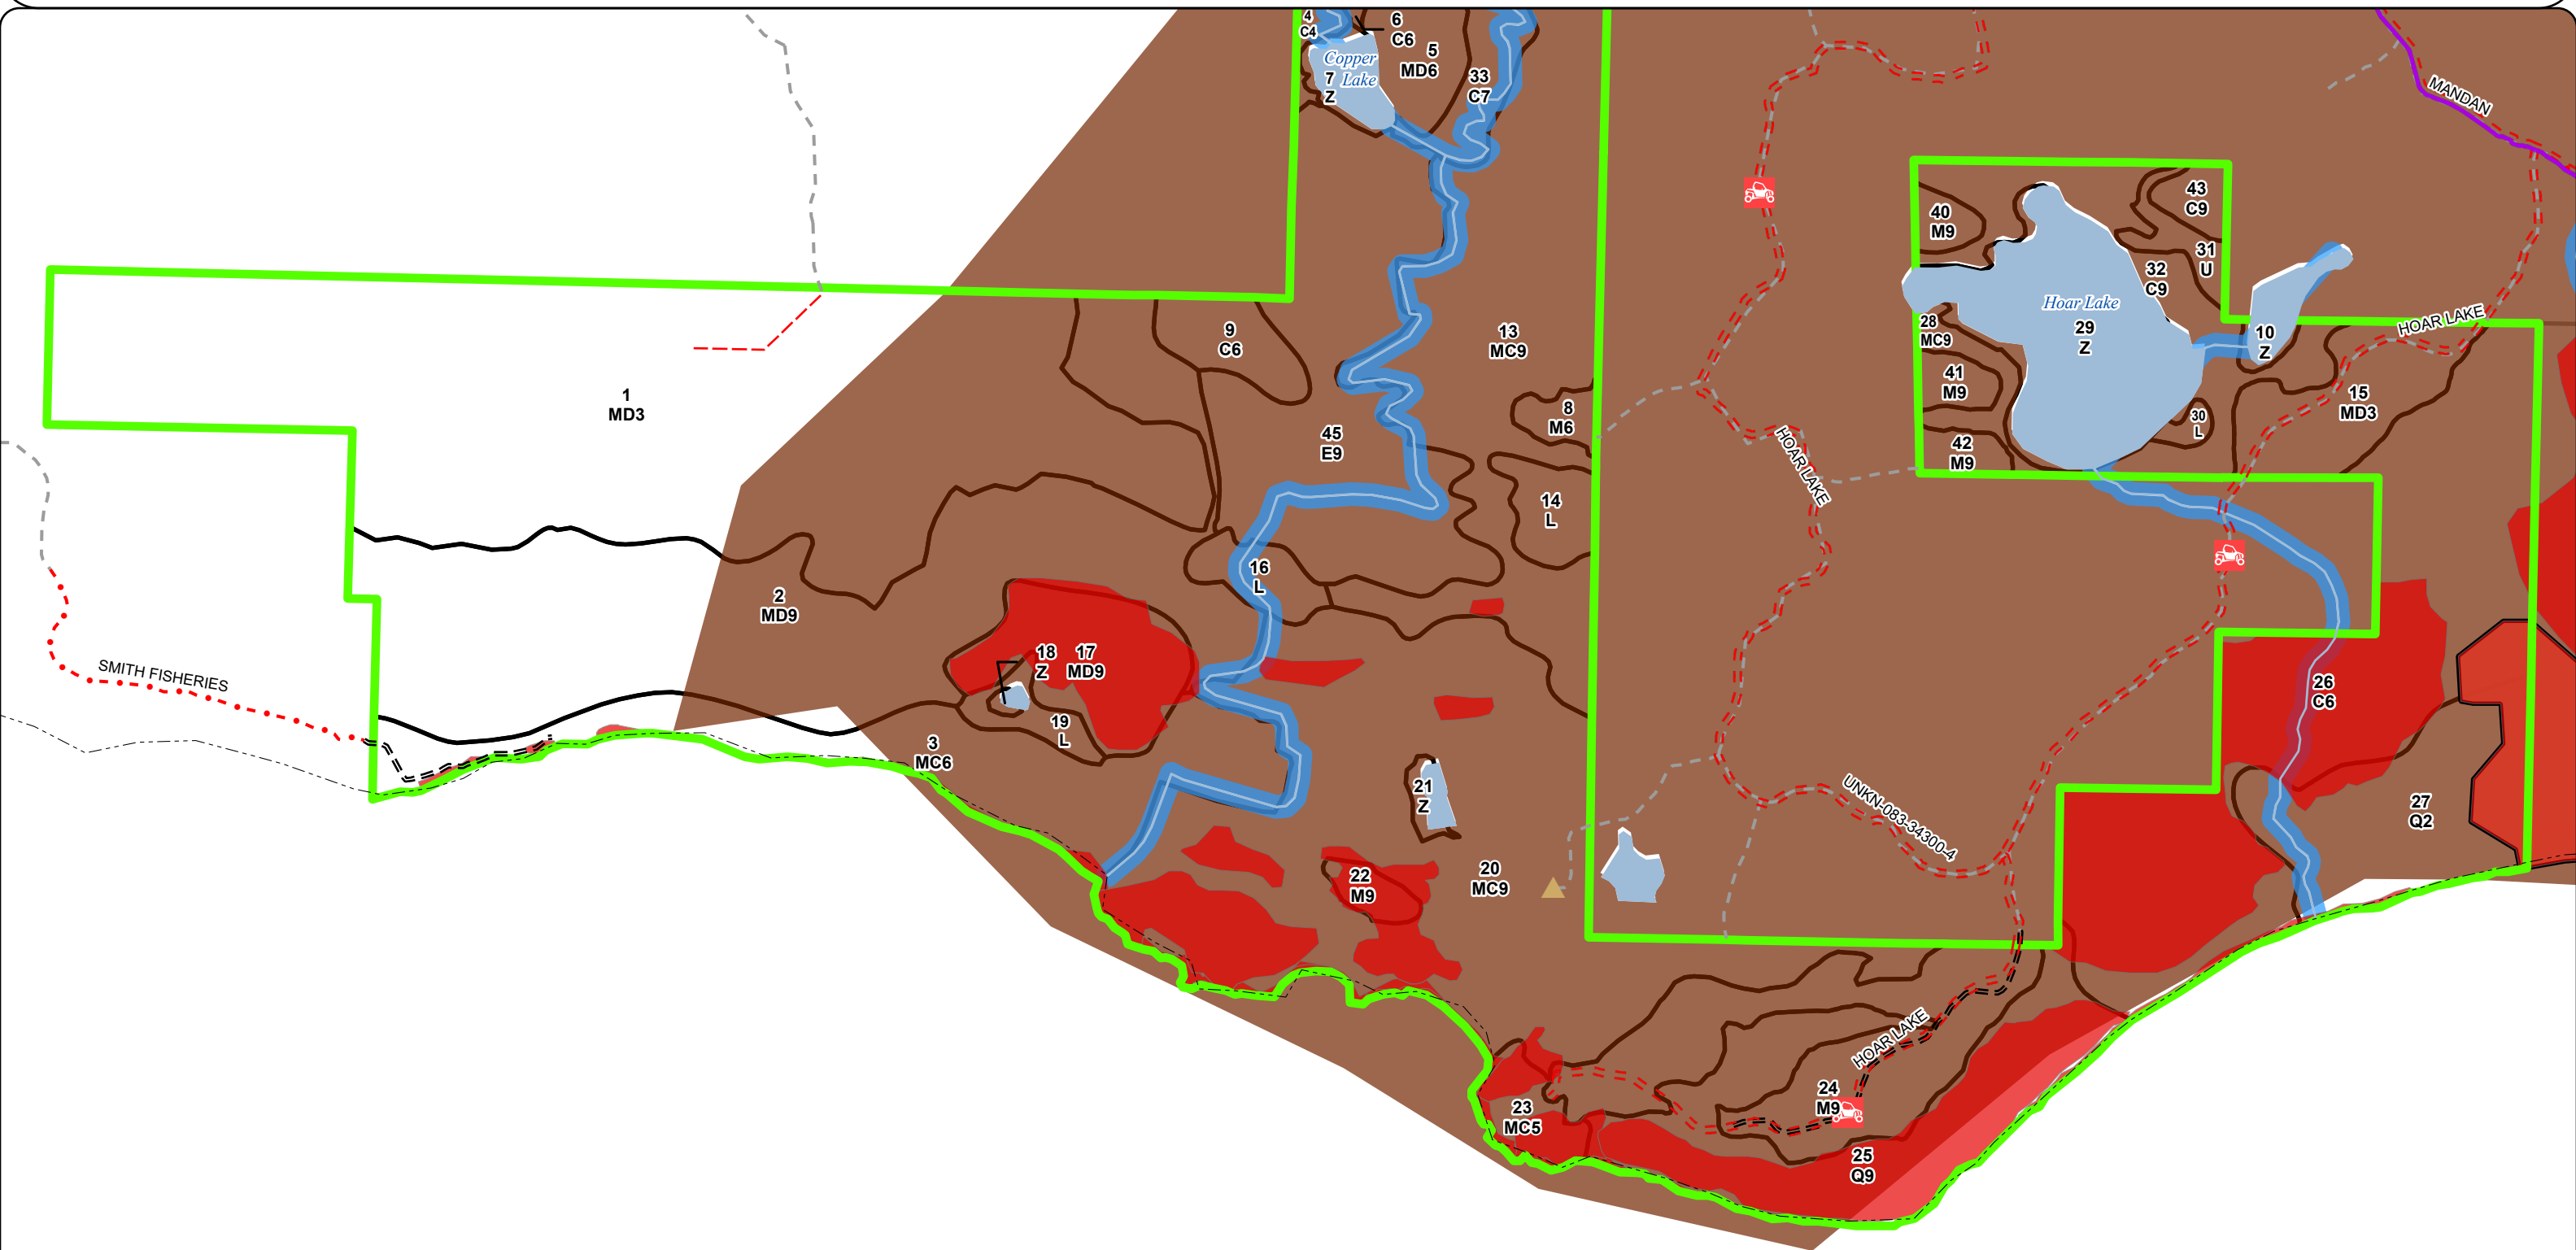 4
C4
6
C6
5
MD6
Copper
Lake
7
Z
33
C7
MANDAN
43
C9
40
M9
31
U
32
C9
Hoar Lake
29
Z
28
MC9
10
Z
HOAR LAKE
9
C6
13
MC9
41
M9
15
MD3
1
MD3
8
M6
30
L
45
E9
42
M9
HOAR LAKE
14
L
16
L
2
MD9
18
Z
17
MD9
SMITH FISHERIES
26
C6
19
L
3
MC6
21
Z
UNKN-083-34300-4
27
Q2
22
M9
20
MC9
HOAR LAKE
24
M9
23
MC5
25
Q9